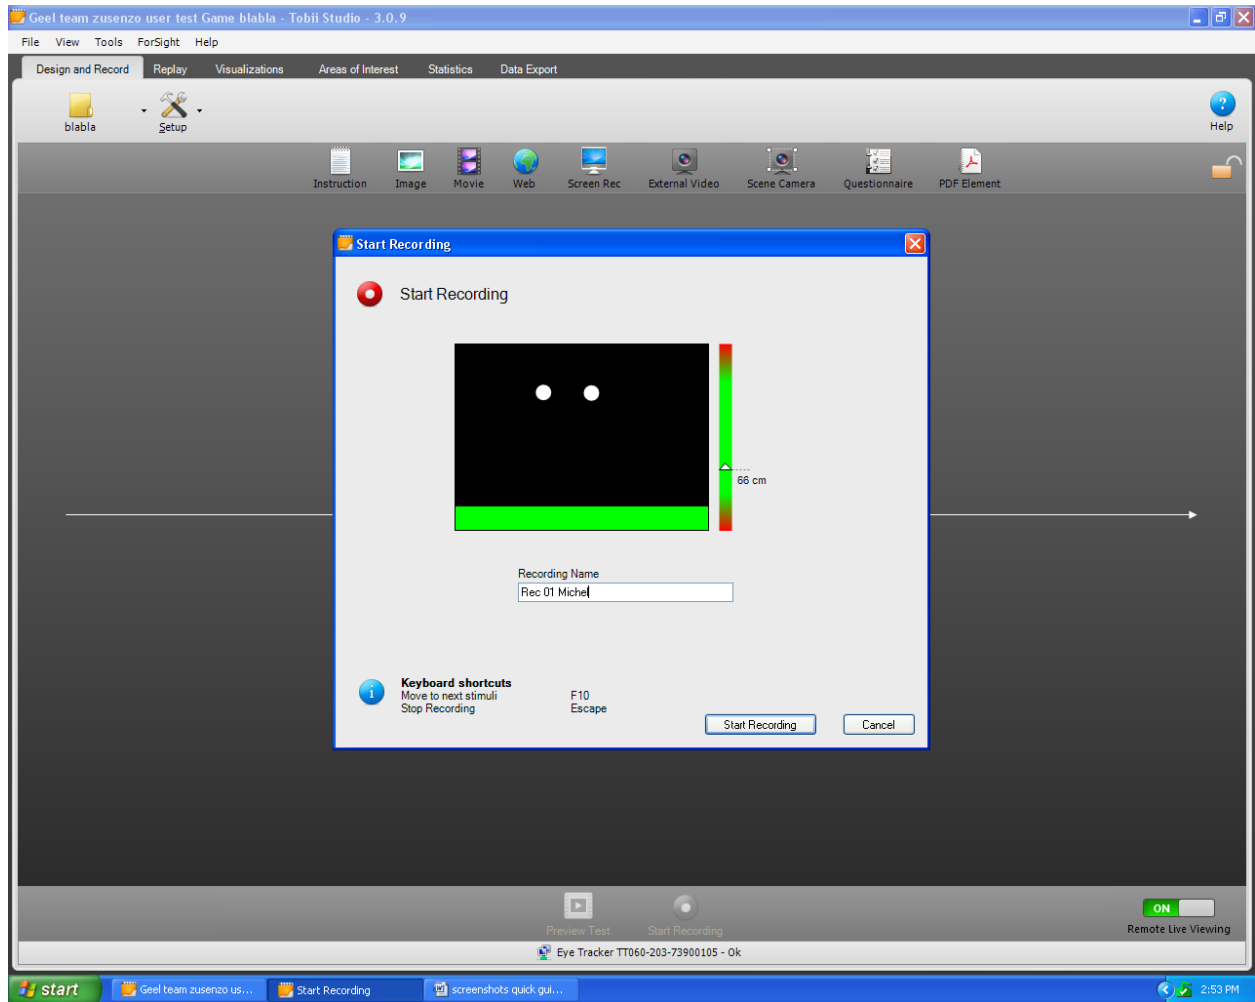 Geel team zusenzo user test Game blabla - Tobii Studio - 3.0.9
File View Tools ForSight Help
Design and Record Replay Visualizations Areas of Interest Statistics Data Export
blabla Setup Help
Instruction Image Movie Web Screen Rec External Video Scene Camera Questionnaire PDF Element
Start Recording
Start Recording
66 cm
Recording Name
Rec 01 Michel
Keyboard shortcuts
Move to next stimuli F10
Stop Recording Escape
Start Recording Cancel
ON
Preview Test Start Recording Remote Live Viewing
Eye Tracker TT060-203-73900105 - Ok
start Geel team zusenzo us... Start Recording screenshots quick gui... 2:53 PM